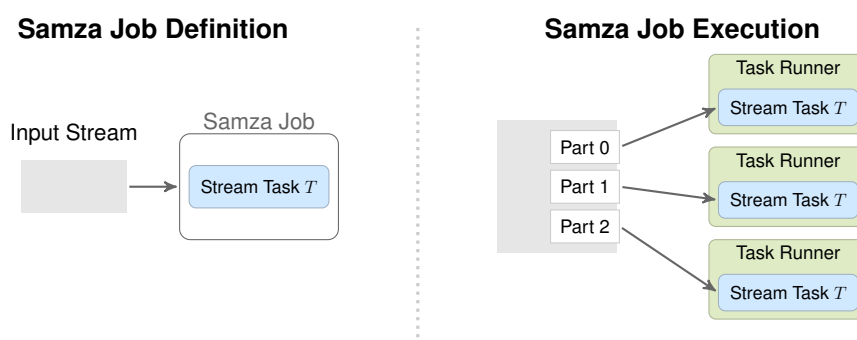 Samza Job Definition
Input Stream
Samza Job
Stream Task T
Samza Job Execution
Part 0
Part 1
Part 2
Task Runner
Stream Task T
Task Runner
Stream Task T
Task Runner
Stream Task T